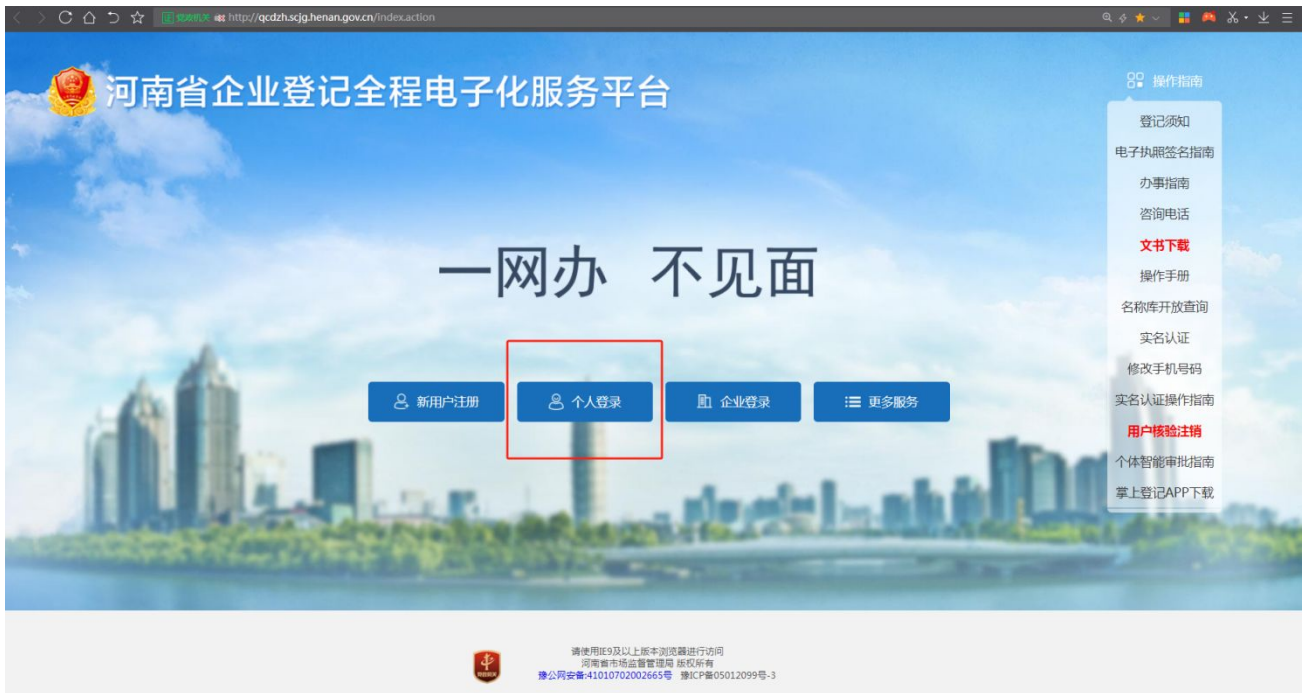 党政机关 http://qcdzh.scjg.henan.gov.cn/index.action
河南省企业登记全程电子化服务平台
操作指南
登记须知
电子执照签名指南
办事指南
咨询电话
文书下载
操作手册
名称库开放查询
实名认证
修改手机号码
实名认证操作指南
用户核验注销
个体智能审批指南
掌上登记APP下载
一网办 不见面
新用户注册 个人登录 企业登录 更多服务
请使用IE9及以上版本浏览器进行访问
河南省市场监督管理局 版权所有
豫公网安备:41010702002665号 豫ICP备05012099号-3